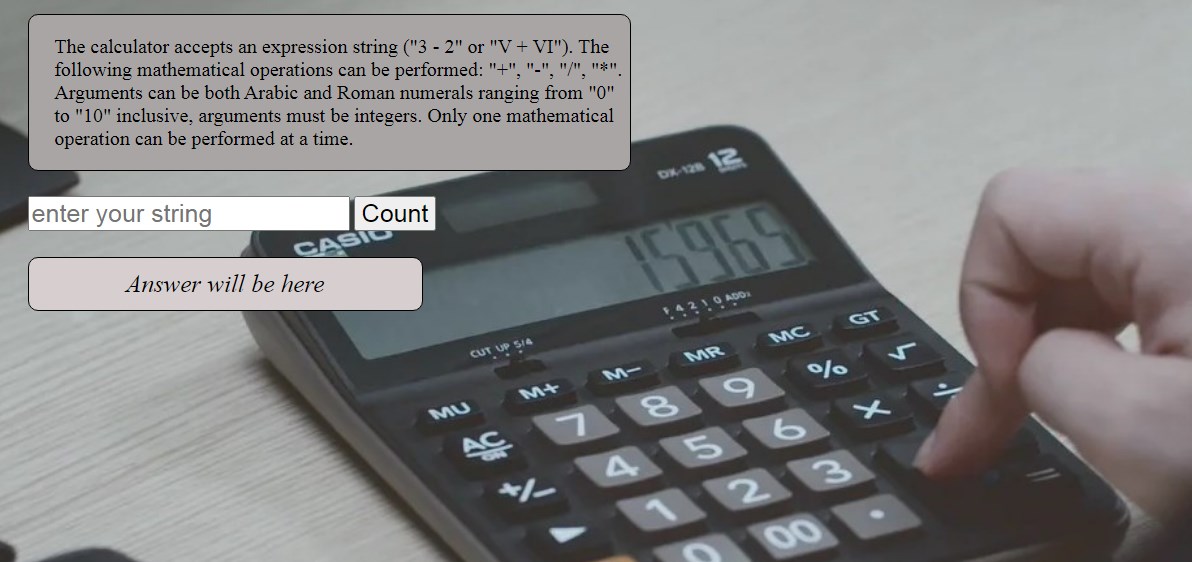 The calculator accepts an expression string ("3 - 2" or "V + VI"). The
following mathematical operations can be performed: "+", "-", "/", "*".
Arguments can be both Arabic and Roman numerals ranging from "0"
to "10" inclusive, arguments must be integers. Only one mathematical
operation can be performed at a time.
DX-12B 12
enter your string Count
CASIO
15965
Answer will be here
F 4 2 1 0 ADD2
CUT UP 5/4
MU M+ M− MR MC GT
AC
ON
7 8 9 % √
+/− 4 5 6 × ÷
▶ 1 2 3
0 00 · =